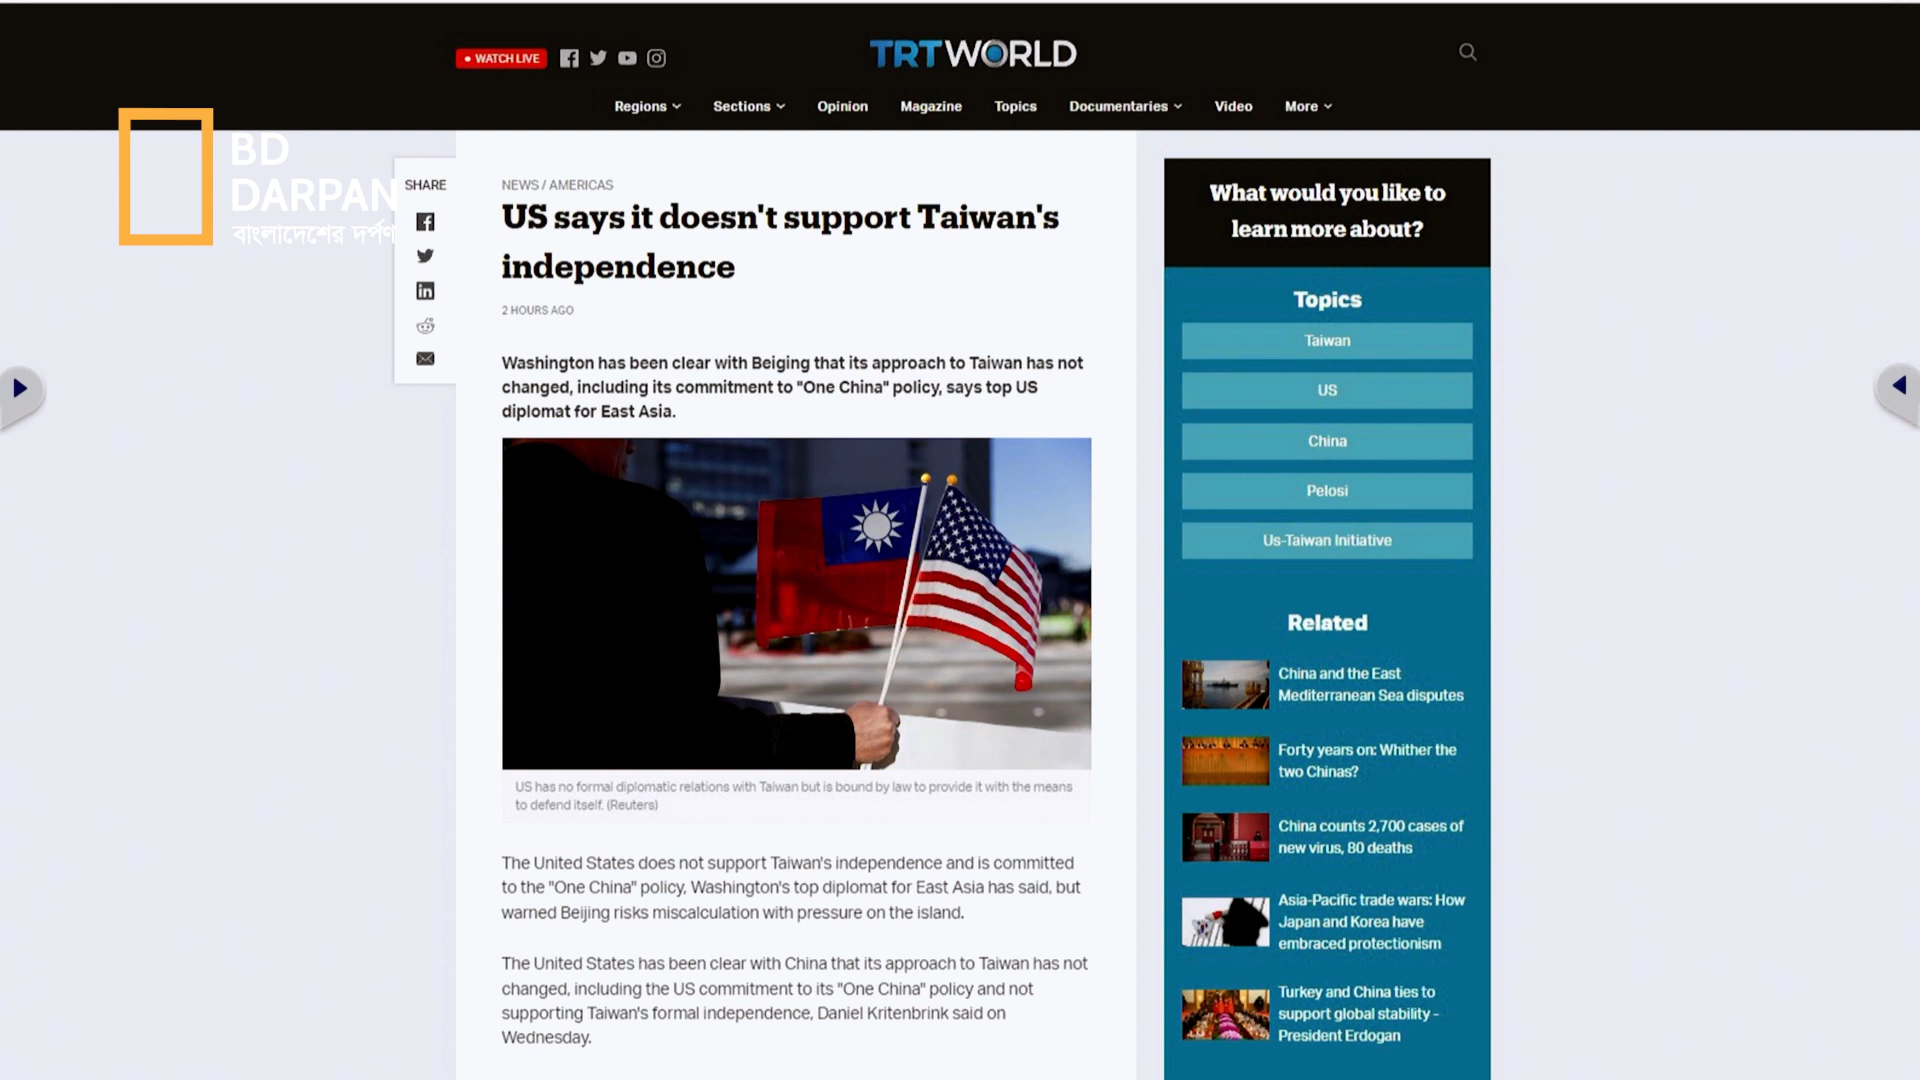 WATCH LIVE
TRTWORLD
Regions Sections Opinion Magazine Topics Documentaries Video More
BD
DARPAN
বাংলাদেশের দর্পণ
SHARE
NEWS / AMERICAS
US says it doesn't support Taiwan's
independence
2 HOURS AGO
Washington has been clear with Beiging that its approach to Taiwan has not
changed, including its commitment to "One China" policy, says top US
diplomat for East Asia.
US has no formal diplomatic relations with Taiwan but is bound by law to provide it with the means
to defend itself. (Reuters)
The United States does not support Taiwan's independence and is committed
to the "One China" policy, Washington's top diplomat for East Asia has said, but
warned Beijing risks miscalculation with pressure on the island.
The United States has been clear with China that its approach to Taiwan has not
changed, including the US commitment to its "One China" policy and not
supporting Taiwan's formal independence, Daniel Kritenbrink said on
Wednesday.
What would you like to
learn more about?
Topics
Taiwan
US
China
Pelosi
Us-Taiwan Initiative
Related
China and the East
Mediterranean Sea disputes
Forty years on: Whither the
two Chinas?
China counts 2,700 cases of
new virus, 80 deaths
Asia-Pacific trade wars: How
Japan and Korea have
embraced protectionism
Turkey and China ties to
support global stability -
President Erdogan